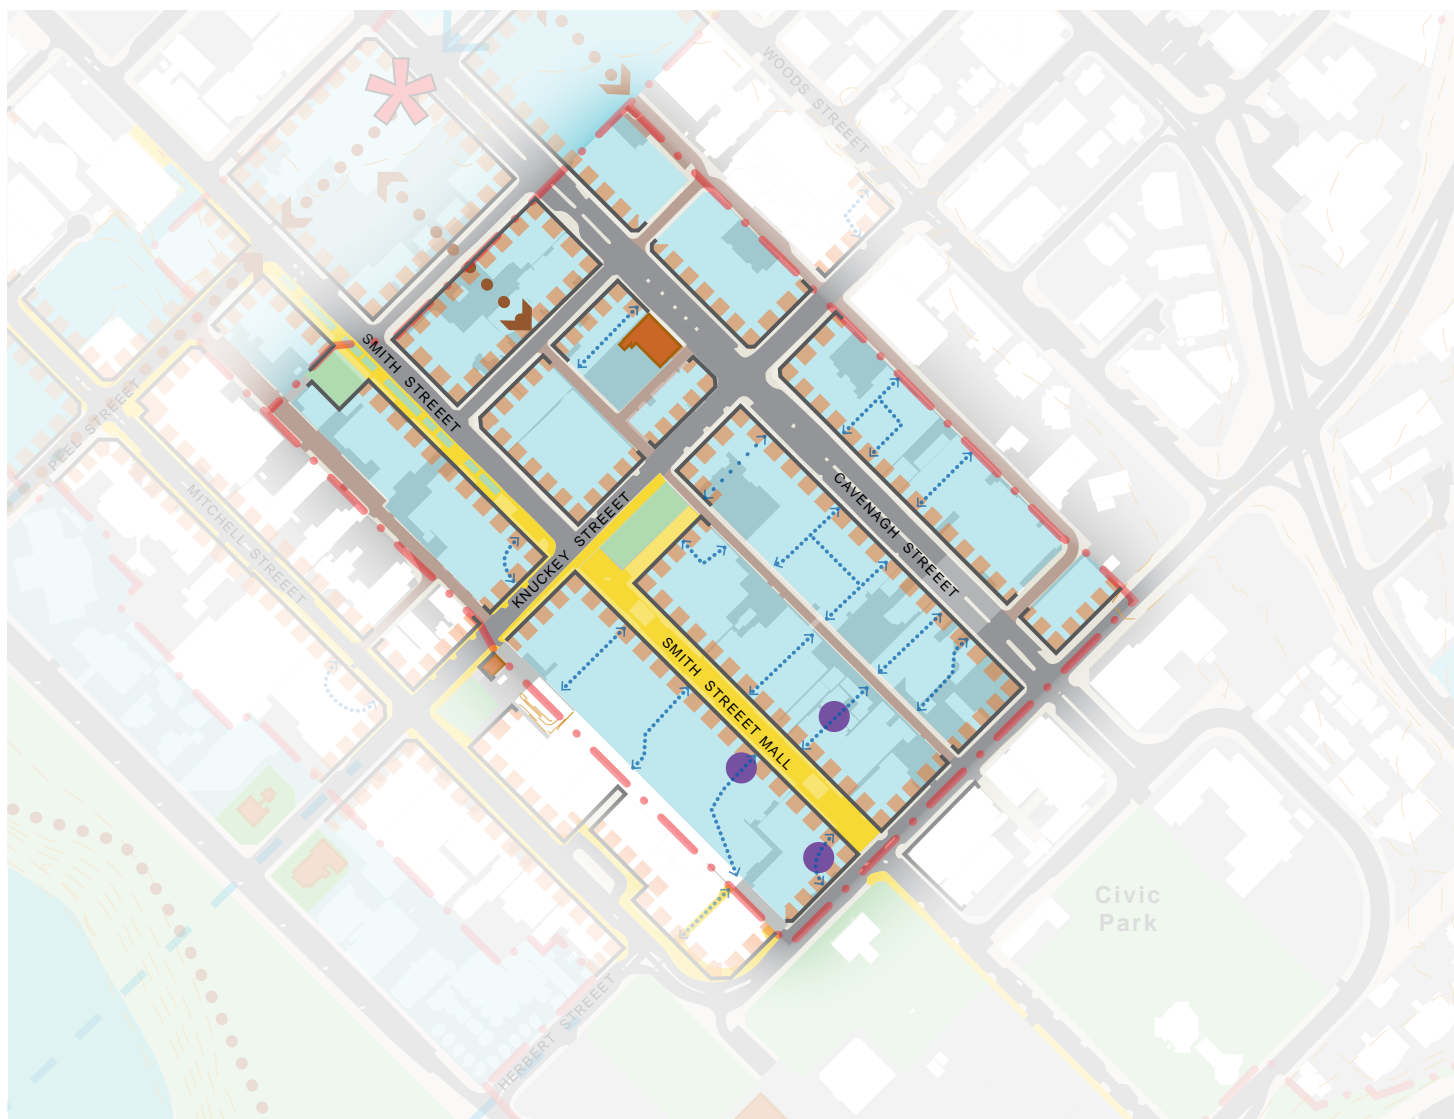 WOODS STREEET
SMITH STREEET
PEEL STREEET
MITCHELL STREEET
KNUCKEY STREEET
CAVENAGH STREEET
SMITH STREEET MALL
Civic
Park
HERBERT STREEET